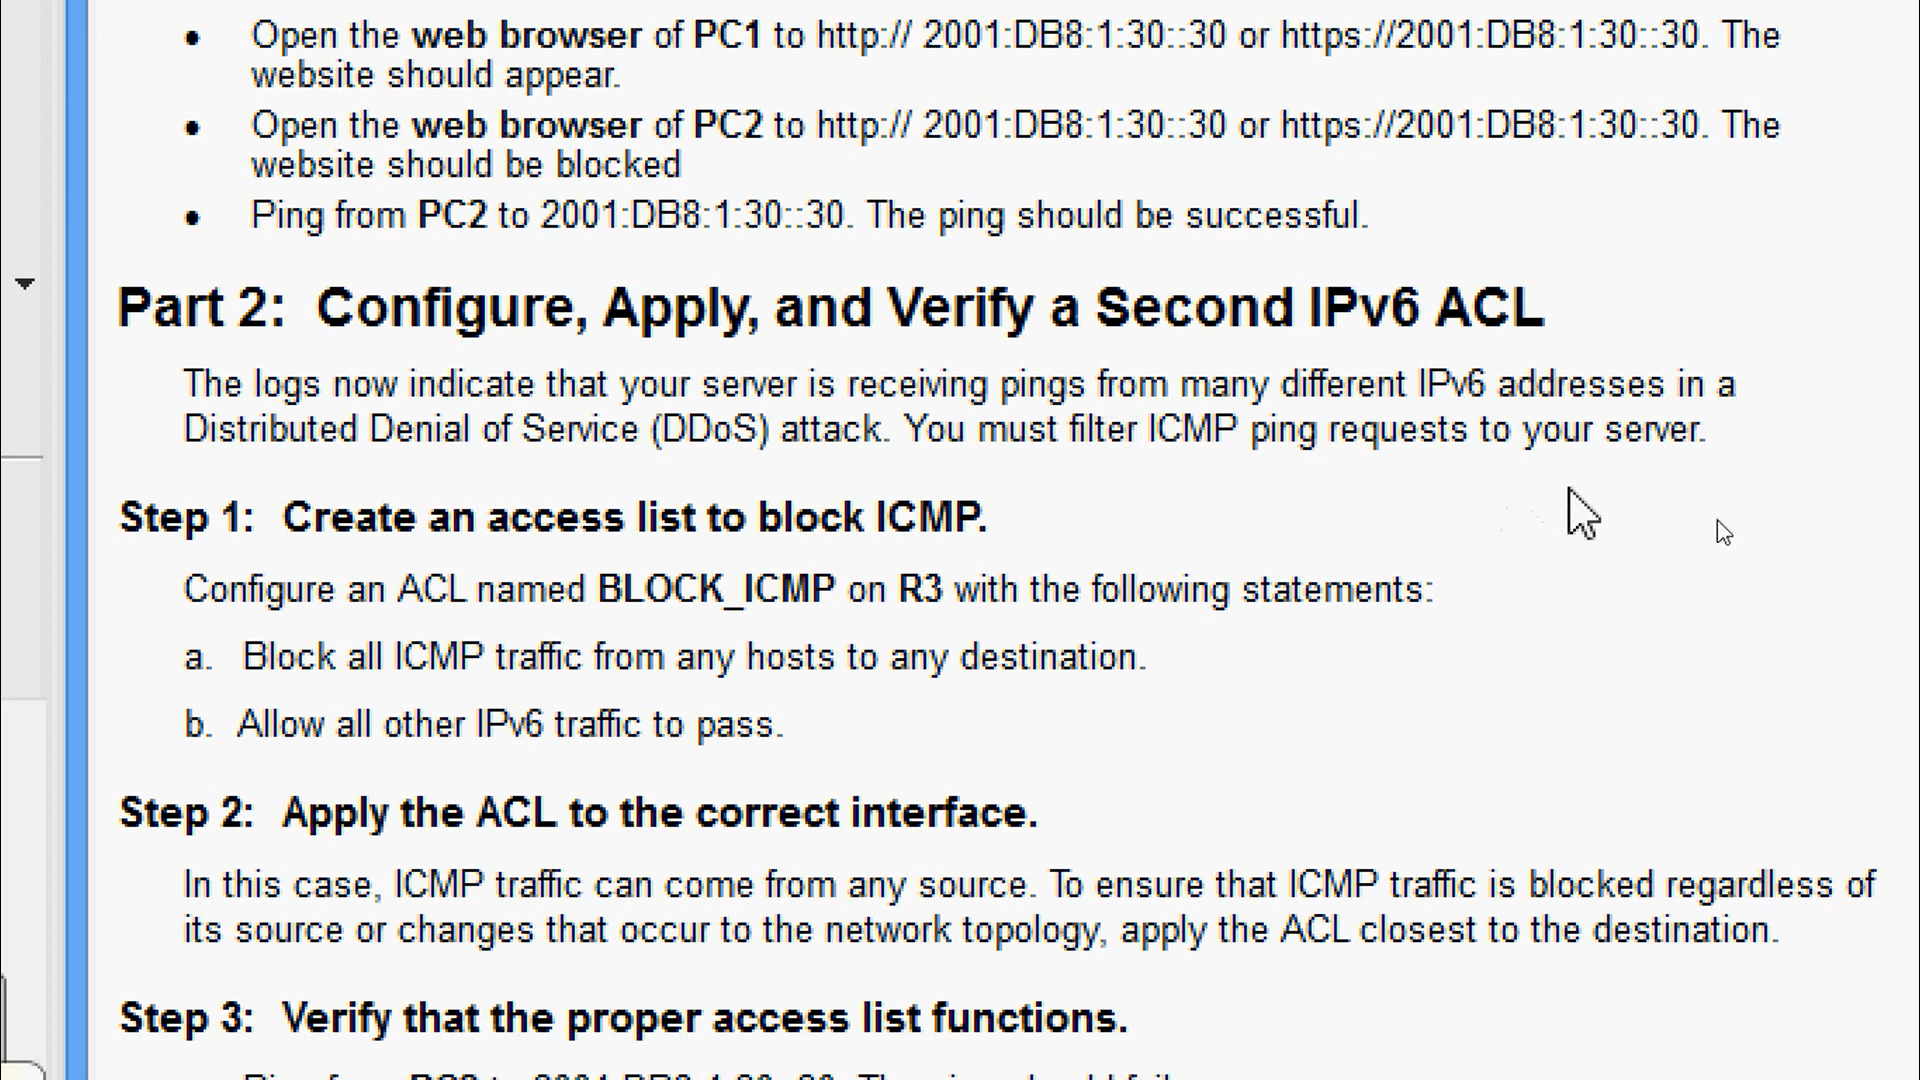 • Open the web browser of PC1 to http:// 2001:DB8:1:30::30 or https://2001:DB8:1:30::30. The
website should appear.
• Open the web browser of PC2 to http:// 2001:DB8:1:30::30 or https://2001:DB8:1:30::30. The
website should be blocked
• Ping from PC2 to 2001:DB8:1:30::30. The ping should be successful.
Part 2: Configure, Apply, and Verify a Second IPv6 ACL
The logs now indicate that your server is receiving pings from many different IPv6 addresses in a
Distributed Denial of Service (DDoS) attack. You must filter ICMP ping requests to your server.
Step 1: Create an access list to block ICMP.
Configure an ACL named BLOCK_ICMP on R3 with the following statements:
a. Block all ICMP traffic from any hosts to any destination.
b. Allow all other IPv6 traffic to pass.
Step 2: Apply the ACL to the correct interface.
In this case, ICMP traffic can come from any source. To ensure that ICMP traffic is blocked regardless of
its source or changes that occur to the network topology, apply the ACL closest to the destination.
Step 3: Verify that the proper access list functions.